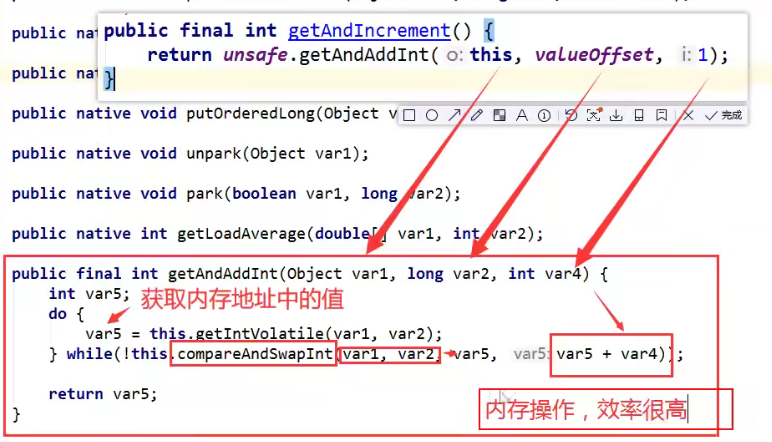 public final int getAndIncrement() {
return unsafe.getAndAddInt( o: this, valueOffset, i: 1);
}
public nat
public nat
public nat
public native void putOrderedLong(Object v
完成
public native void unpark(Object var1);
public native void park(boolean var1, long var2);
public native int getLoadAverage(double[] var1, int var2);
public final int getAndAddInt(Object var1, long var2, int var4) {
int var5;
获取内存地址中的值
do {
var5 = this.getIntVolatile(var1, var2);
} while(!this.compareAndSwapInt(var1, var2, var5, var5: var5 + var4));
return var5;
内存操作，效率很高
}